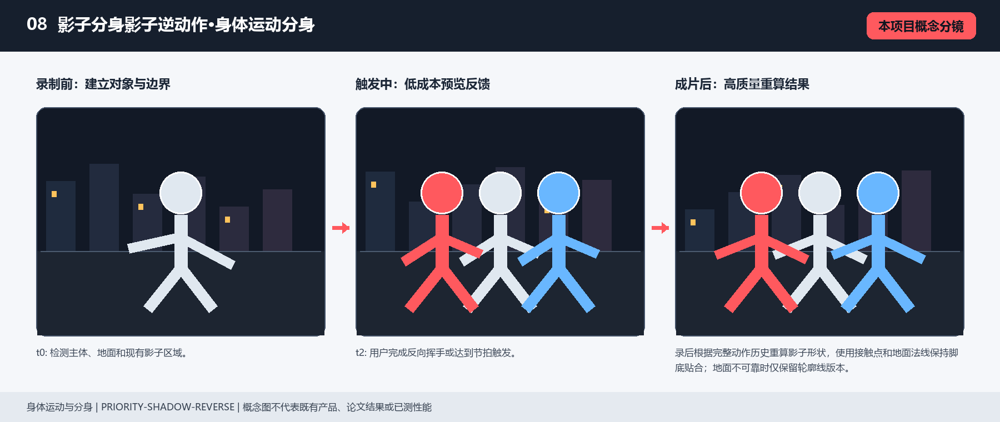 08 影子分身影子逆动作•身体运动分身
本项目概念分镜
录制前：建立对象与边界
触发中：低成本预览反馈
成片后：高质量重算结果
t0: 检测主体、地面和现有影子区域。
t2: 用户完成反向挥手或达到节拍触发。
录后根据完整动作历史重算影子形状，使用接触点和地面法线保持脚
底贴合；地面不可靠时仅保留轮廓线版本。
身体运动与分身 | PRIORITY-SHADOW-REVERSE | 概念图不代表既有产品、论文结果或已测性能